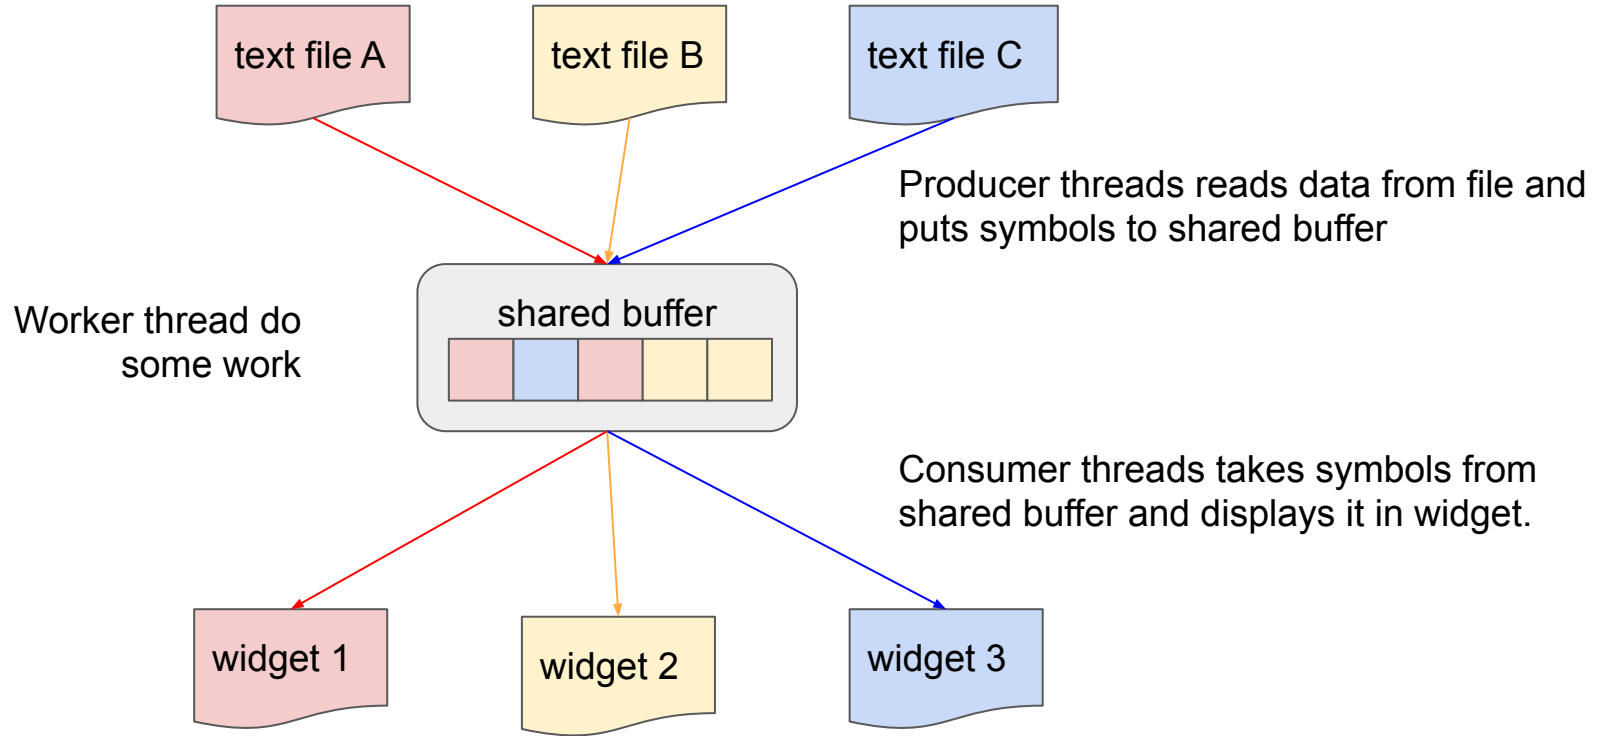 text file A
text file B
text file C
Producer threads reads data from file and
puts symbols to shared buffer
shared buffer
Worker thread do
some work
Consumer threads takes symbols from
shared buffer and displays it in widget.
widget 1
widget 2
widget 3